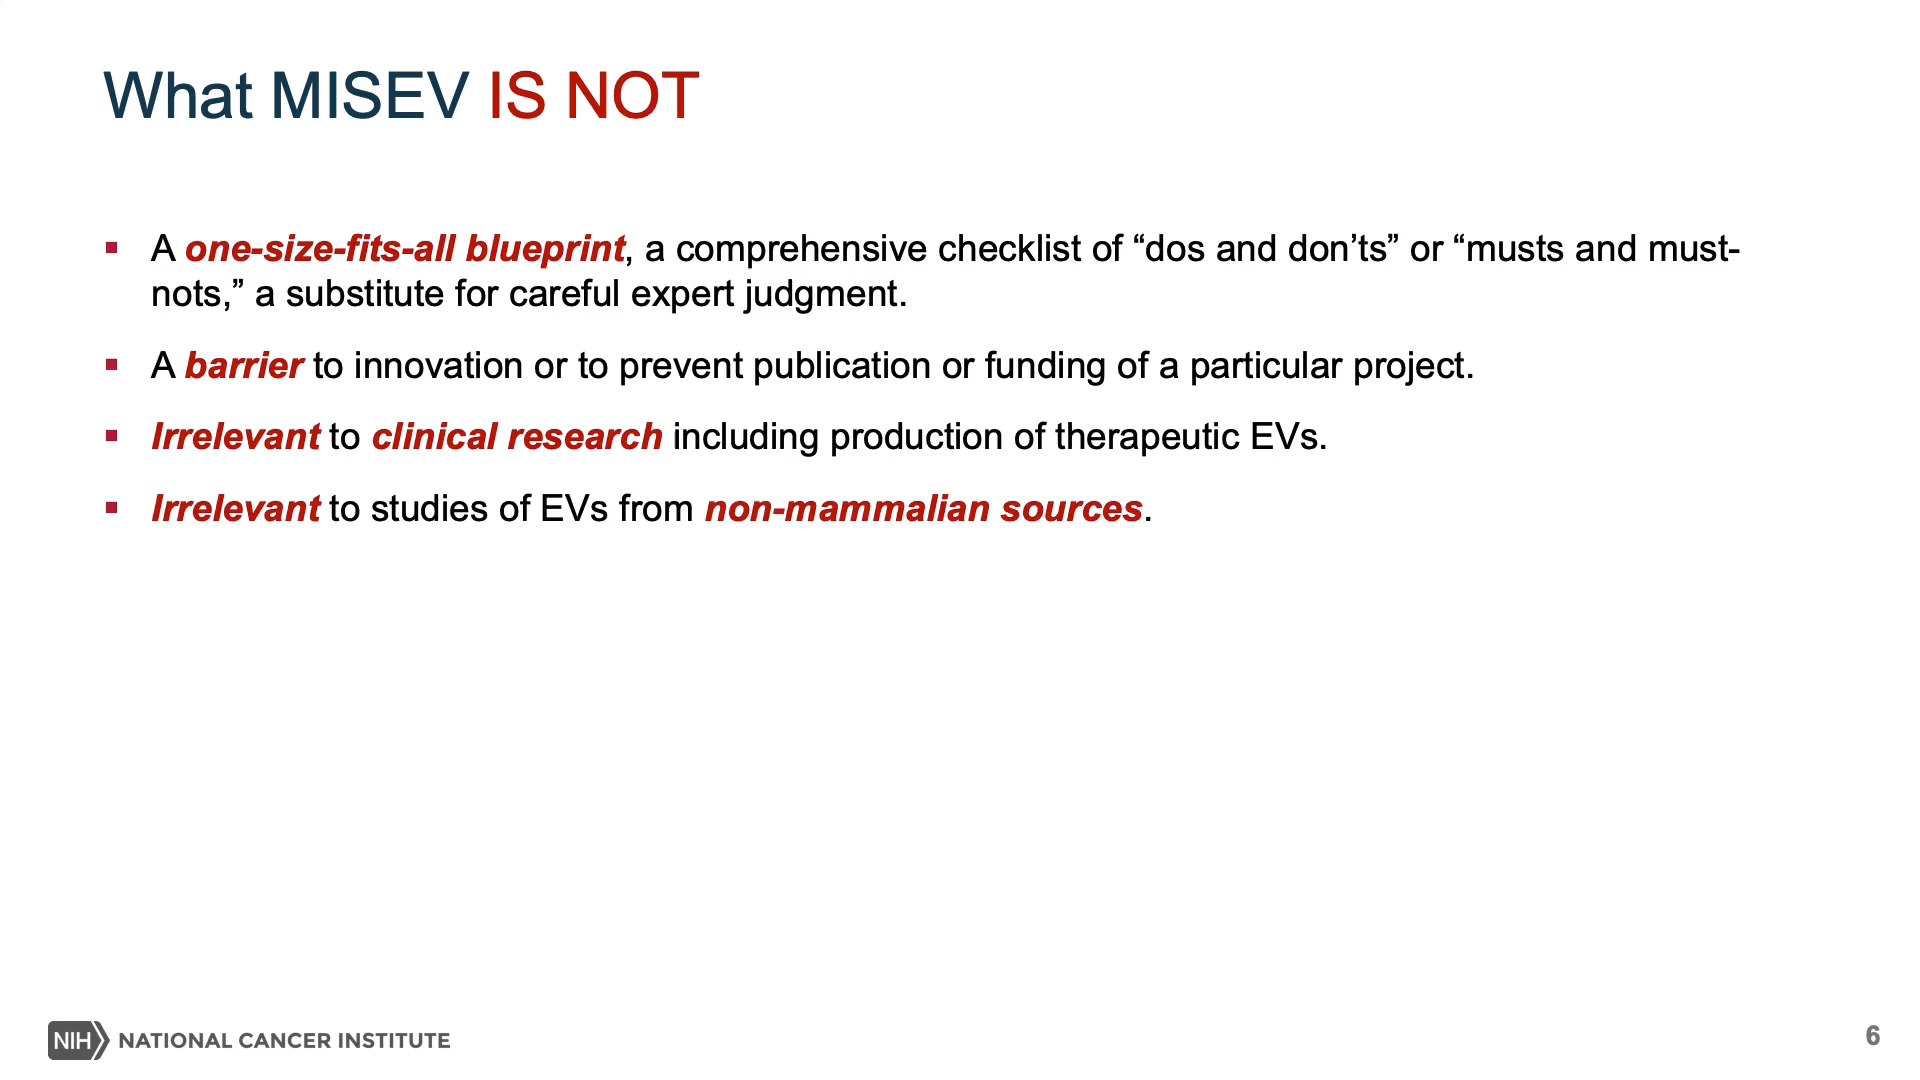 What MISEV IS NOT
▪ A one-size-fits-all blueprint, a comprehensive checklist of “dos and don’ts” or “musts and must-
nots,” a substitute for careful expert judgment.
▪ A barrier to innovation or to prevent publication or funding of a particular project.
▪ Irrelevant to clinical research including production of therapeutic EVs.
▪ Irrelevant to studies of EVs from non-mammalian sources.
NIH NATIONAL CANCER INSTITUTE
6